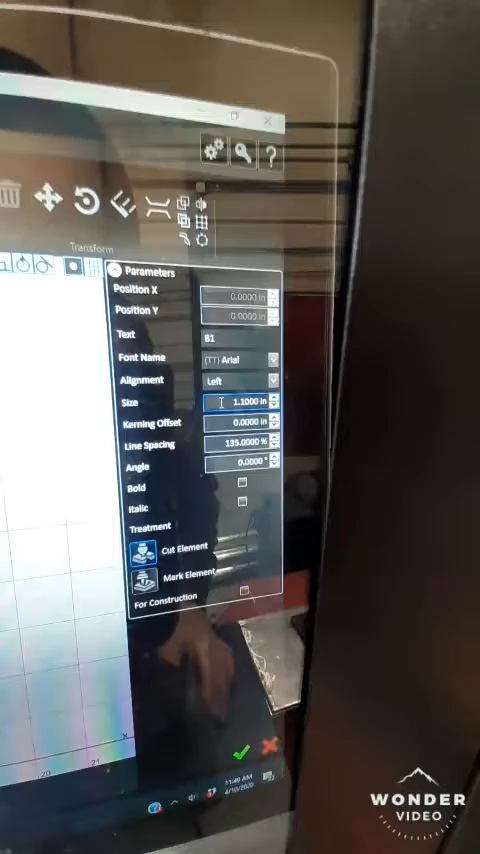 Transform
Parameters
Position X 0.0000 in
Position Y 0.0000 in
Text B1
Font Name (TT) Arial
Alignment Left
Size 1.1000 in
Kerning Offset 0.0000 in
Line Spacing 135.0000 %
Angle 0.0000 °
Bold
Italic
Treatment
Cut Element
Mark Element
For Construction
X
20 21
11:49 AM
4/10/2020
WONDER
VIDEO